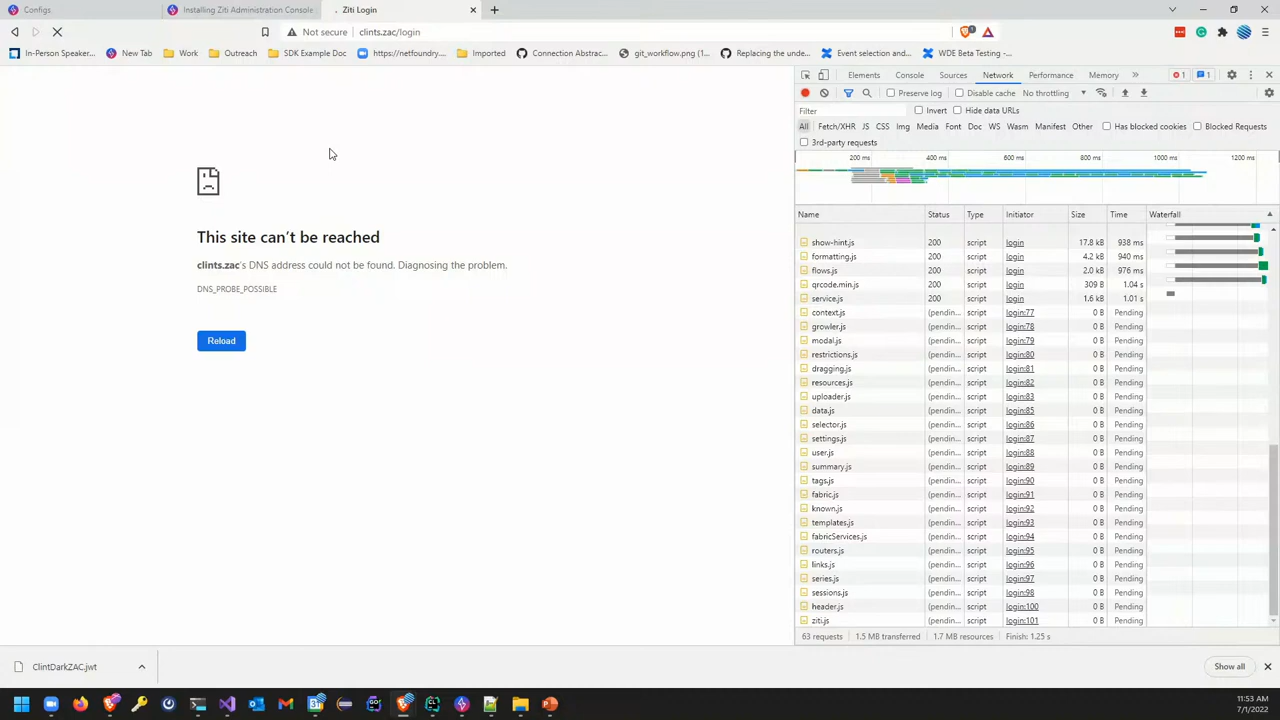 Configs
Installing Ziti Administration Console
Ziti Login
Not secure
clints.zac/login
In-Person Speaker...
New Tab
Work
Outreach
SDK Example Doc
https://netfoundry....
Imported
Connection Abstrac...
git_workflow.png (1...
Replacing the unde...
Event selection and...
WDE Beta Testing -...
This site can't be reached
clints.zac's DNS address could not be found. Diagnosing the problem.
DNS_PROBE_POSSIBLE
Reload
Elements Console Sources Network Performance Memory » 1 1
Preserve log Disable cache No throttling
Filter Invert Hide data URLs
All Fetch/XHR JS CSS Img Media Font Doc WS Wasm Manifest Other Has blocked cookies Blocked Requests
3rd-party requests
200 ms 400 ms 600 ms 800 ms 1000 ms 1200 ms
Name Status Type Initiator Size Time Waterfall
show-hint.js 200 script login 17.8 kB 938 ms
formatting.js 200 script login 4.2 kB 940 ms
flows.js 200 script login 2.0 kB 976 ms
qrcode.min.js 200 script login 309 B 1.04 s
service.js 200 script login 1.6 kB 1.01 s
context.js (pendin... script login:77 0 B Pending
growler.js (pendin... script login:78 0 B Pending
modal.js (pendin... script login:79 0 B Pending
restrictions.js (pendin... script login:80 0 B Pending
dragging.js (pendin... script login:81 0 B Pending
resources.js (pendin... script login:82 0 B Pending
uploader.js (pendin... script login:83 0 B Pending
data.js (pendin... script login:85 0 B Pending
selector.js (pendin... script login:86 0 B Pending
settings.js (pendin... script login:87 0 B Pending
user.js (pendin... script login:88 0 B Pending
summary.js (pendin... script login:89 0 B Pending
tags.js (pendin... script login:90 0 B Pending
fabric.js (pendin... script login:91 0 B Pending
known.js (pendin... script login:92 0 B Pending
templates.js (pendin... script login:93 0 B Pending
fabricServices.js (pendin... script login:94 0 B Pending
routers.js (pendin... script login:95 0 B Pending
links.js (pendin... script login:96 0 B Pending
series.js (pendin... script login:97 0 B Pending
sessions.js (pendin... script login:98 0 B Pending
header.js (pendin... script login:100 0 B Pending
ziti.js (pendin... script login:101 0 B Pending
63 requests 1.5 MB transferred 1.7 MB resources Finish: 1.25 s
ClintDarkZAC.jwt
Show all
11:53 AM
7/1/2022